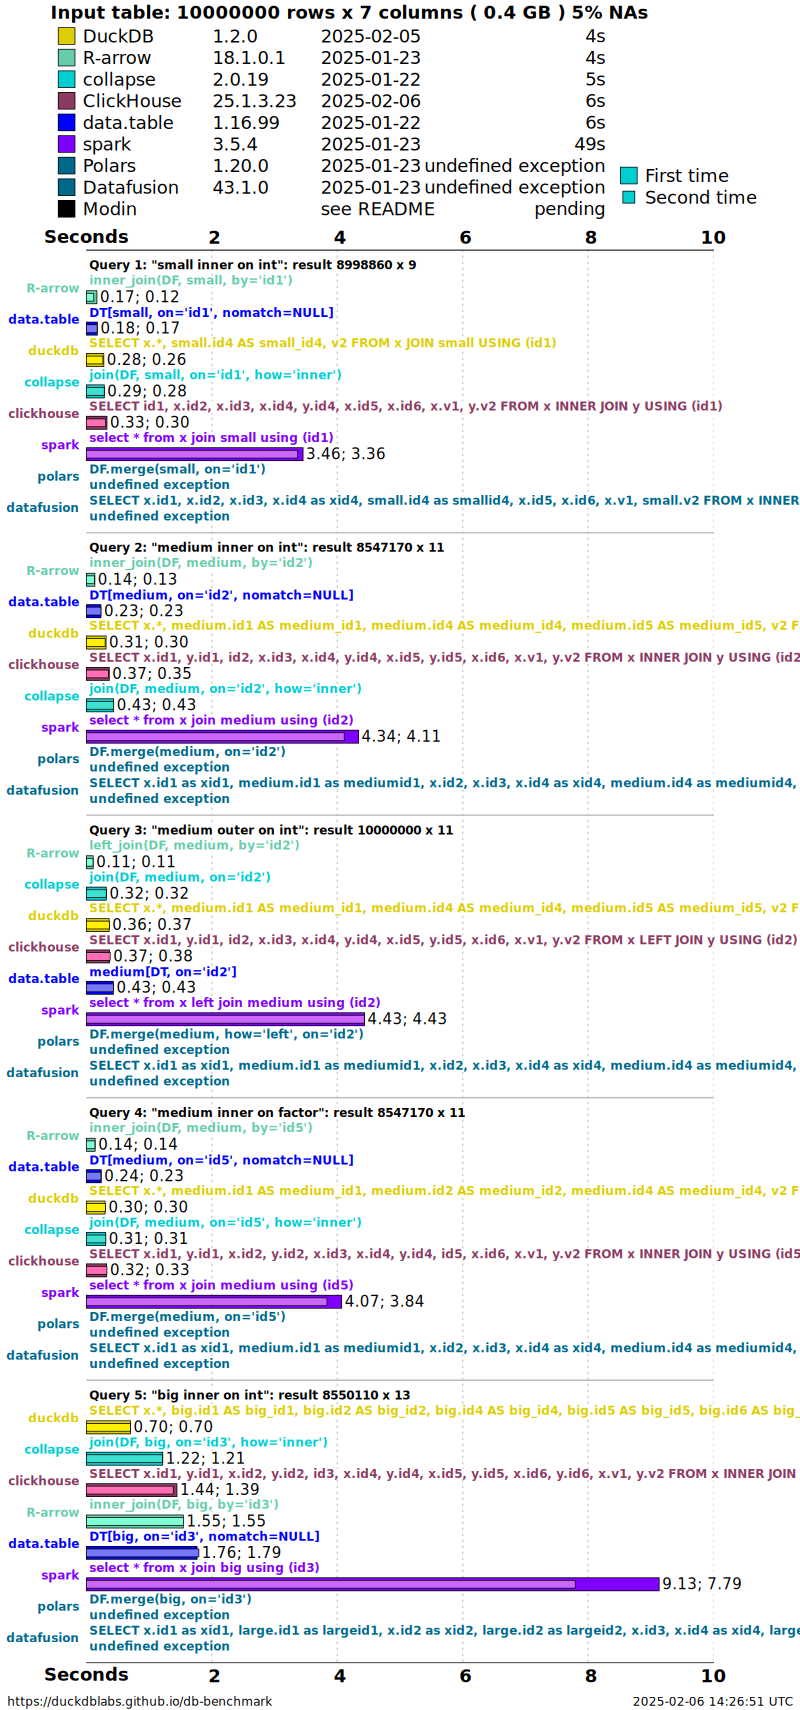 Input table: 10000000 rows x 7 columns ( 0.4 GB ) 5% NAs
DuckDB 1.2.0 2025-02-05 4s
R-arrow 18.1.0.1 2025-01-23 4s
collapse 2.0.19 2025-01-22 5s
ClickHouse 25.1.3.23 2025-02-06 6s
data.table 1.16.99 2025-01-22 6s
spark 3.5.4 2025-01-23 49s
Polars 1.20.0 2025-01-23 undefined exception
Datafusion 43.1.0 2025-01-23 undefined exception
Modin see README pending
First time
Second time
Seconds 2 4 6 8 10
Query 1: "small inner on int": result 8998860 x 9
inner_join(DF, small, by='id1')
R-arrow 0.17; 0.12
DT[small, on='id1', nomatch=NULL]
data.table 0.18; 0.17
SELECT x.*, small.id4 AS small_id4, v2 FROM x JOIN small USING (id1)
duckdb 0.28; 0.26
join(DF, small, on='id1', how='inner')
collapse 0.29; 0.28
SELECT id1, x.id2, x.id3, x.id4, y.id4, x.id5, x.id6, x.v1, y.v2 FROM x INNER JOIN y USING (id1)
clickhouse 0.33; 0.30
select * from x join small using (id1)
spark 3.46; 3.36
DF.merge(small, on='id1')
polars undefined exception
SELECT x.id1, x.id2, x.id3, x.id4 as xid4, small.id4 as smallid4, x.id5, x.id6, x.v1, small.v2 FROM x INNER
datafusion undefined exception
Query 2: "medium inner on int": result 8547170 x 11
inner_join(DF, medium, by='id2')
R-arrow 0.14; 0.13
DT[medium, on='id2', nomatch=NULL]
data.table 0.23; 0.23
SELECT x.*, medium.id1 AS medium_id1, medium.id4 AS medium_id4, medium.id5 AS medium_id5, v2 F
duckdb 0.31; 0.30
SELECT x.id1, y.id1, id2, x.id3, x.id4, y.id4, x.id5, y.id5, x.id6, x.v1, y.v2 FROM x INNER JOIN y USING (id2
clickhouse 0.37; 0.35
join(DF, medium, on='id2', how='inner')
collapse 0.43; 0.43
select * from x join medium using (id2)
spark 4.34; 4.11
DF.merge(medium, on='id2')
polars undefined exception
SELECT x.id1 as xid1, medium.id1 as mediumid1, x.id2, x.id3, x.id4 as xid4, medium.id4 as mediumid4,
datafusion undefined exception
Query 3: "medium outer on int": result 10000000 x 11
left_join(DF, medium, by='id2')
R-arrow 0.11; 0.11
join(DF, medium, on='id2')
collapse 0.32; 0.32
SELECT x.*, medium.id1 AS medium_id1, medium.id4 AS medium_id4, medium.id5 AS medium_id5, v2 F
duckdb 0.36; 0.37
SELECT x.id1, y.id1, id2, x.id3, x.id4, y.id4, x.id5, y.id5, x.id6, x.v1, y.v2 FROM x LEFT JOIN y USING (id2)
clickhouse 0.37; 0.38
medium[DT, on='id2']
data.table 0.43; 0.43
select * from x left join medium using (id2)
spark 4.43; 4.43
DF.merge(medium, how='left', on='id2')
polars undefined exception
SELECT x.id1 as xid1, medium.id1 as mediumid1, x.id2, x.id3, x.id4 as xid4, medium.id4 as mediumid4,
datafusion undefined exception
Query 4: "medium inner on factor": result 8547170 x 11
inner_join(DF, medium, by='id5')
R-arrow 0.14; 0.14
DT[medium, on='id5', nomatch=NULL]
data.table 0.24; 0.23
SELECT x.*, medium.id1 AS medium_id1, medium.id2 AS medium_id2, medium.id4 AS medium_id4, v2 F
duckdb 0.30; 0.30
join(DF, medium, on='id5', how='inner')
collapse 0.31; 0.31
SELECT x.id1, y.id1, x.id2, y.id2, x.id3, x.id4, y.id4, id5, x.id6, x.v1, y.v2 FROM x INNER JOIN y USING (id5
clickhouse 0.32; 0.33
select * from x join medium using (id5)
spark 4.07; 3.84
DF.merge(medium, on='id5')
polars undefined exception
SELECT x.id1 as xid1, medium.id1 as mediumid1, x.id2, x.id3, x.id4 as xid4, medium.id4 as mediumid4,
datafusion undefined exception
Query 5: "big inner on int": result 8550110 x 13
SELECT x.*, big.id1 AS big_id1, big.id2 AS big_id2, big.id4 AS big_id4, big.id5 AS big_id5, big.id6 AS big_
duckdb 0.70; 0.70
join(DF, big, on='id3', how='inner')
collapse 1.22; 1.21
SELECT x.id1, y.id1, x.id2, y.id2, id3, x.id4, y.id4, x.id5, y.id5, x.id6, y.id6, x.v1, y.v2 FROM x INNER JOIN
clickhouse 1.44; 1.39
inner_join(DF, big, by='id3')
R-arrow 1.55; 1.55
DT[big, on='id3', nomatch=NULL]
data.table 1.76; 1.79
select * from x join big using (id3)
spark 9.13; 7.79
DF.merge(big, on='id3')
polars undefined exception
SELECT x.id1 as xid1, large.id1 as largeid1, x.id2 as xid2, large.id2 as largeid2, x.id3, x.id4 as xid4, large
datafusion undefined exception
Seconds 2 4 6 8 10
https://duckdblabs.github.io/db-benchmark 2025-02-06 14:26:51 UTC